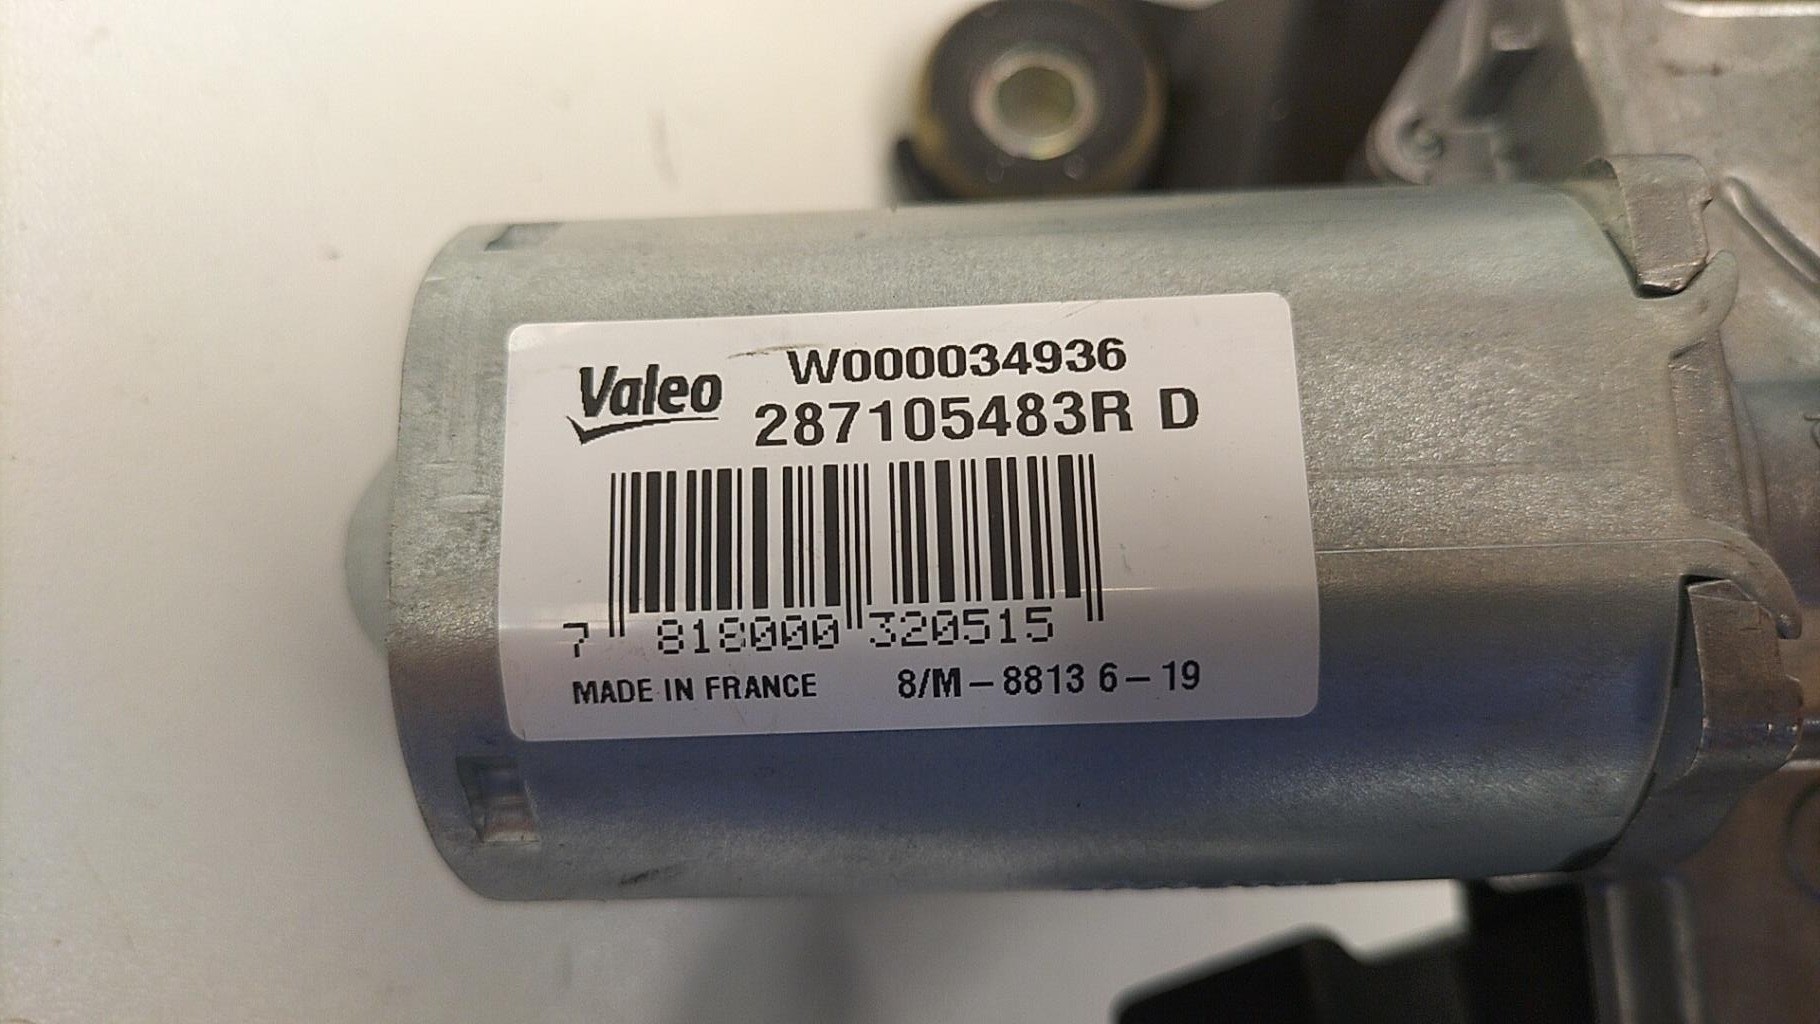 Valeo W000034936
287105483R D
7 818000 320515
MADE IN FRANCE 8/M-8813 6-19